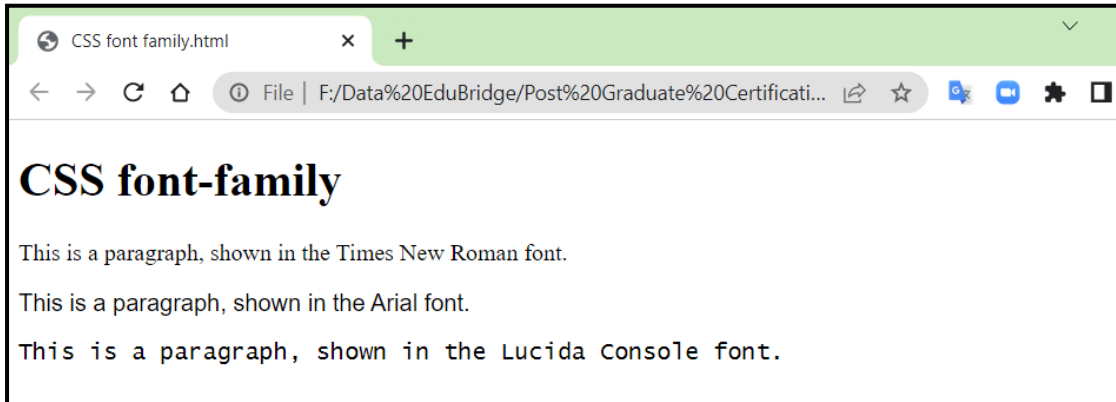 CSS font family.html
File | F:/Data%20EduBridge/Post%20Graduate%20Certificati...
CSS font-family
This is a paragraph, shown in the Times New Roman font.
This is a paragraph, shown in the Arial font.
This is a paragraph, shown in the Lucida Console font.